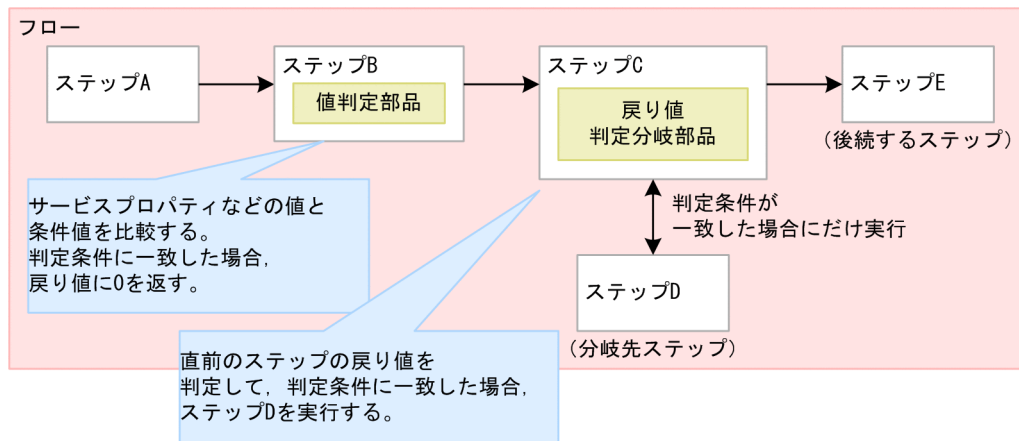 フロー
ステップA
ステップB
値判定部品
ステップC
戻り値
判定分岐部品
ステップE
（後続するステップ）
サービスプロパティなどの値と
条件値を比較する。
判定条件に一致した場合，
戻り値に0を返す。
判定条件が
一致した場合にだけ実行
ステップD
（分岐先ステップ）
直前のステップの戻り値を
判定して，判定条件に一致した場合，
ステップDを実行する。